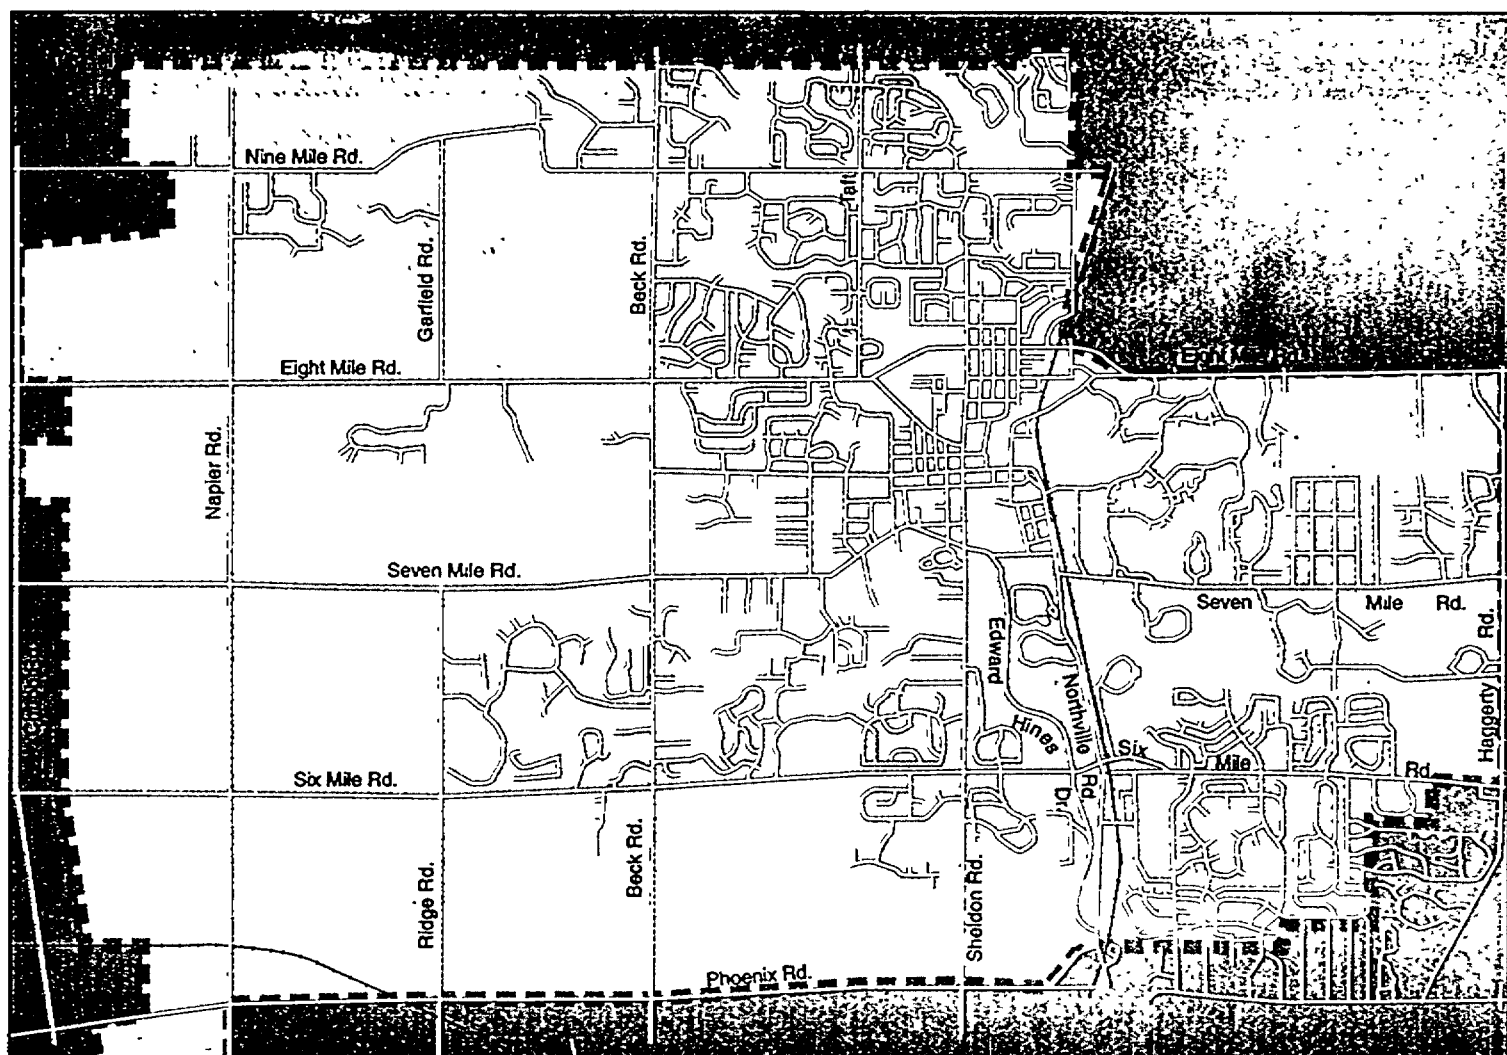 Nine Mile Rd.
Taft
Garfield Rd.
Beck Rd.
Eight Mile Rd.
Eight Mile Rd.
Napier Rd.
Seven Mile Rd.
Seven Mile Rd.
Edward
Hines
Dr.
Northville
Rd
Haggerty Rd.
Six Mile Rd.
Six Mile Rd.
Ridge Rd.
Beck Rd.
Sheldon Rd.
Phoenix Rd.